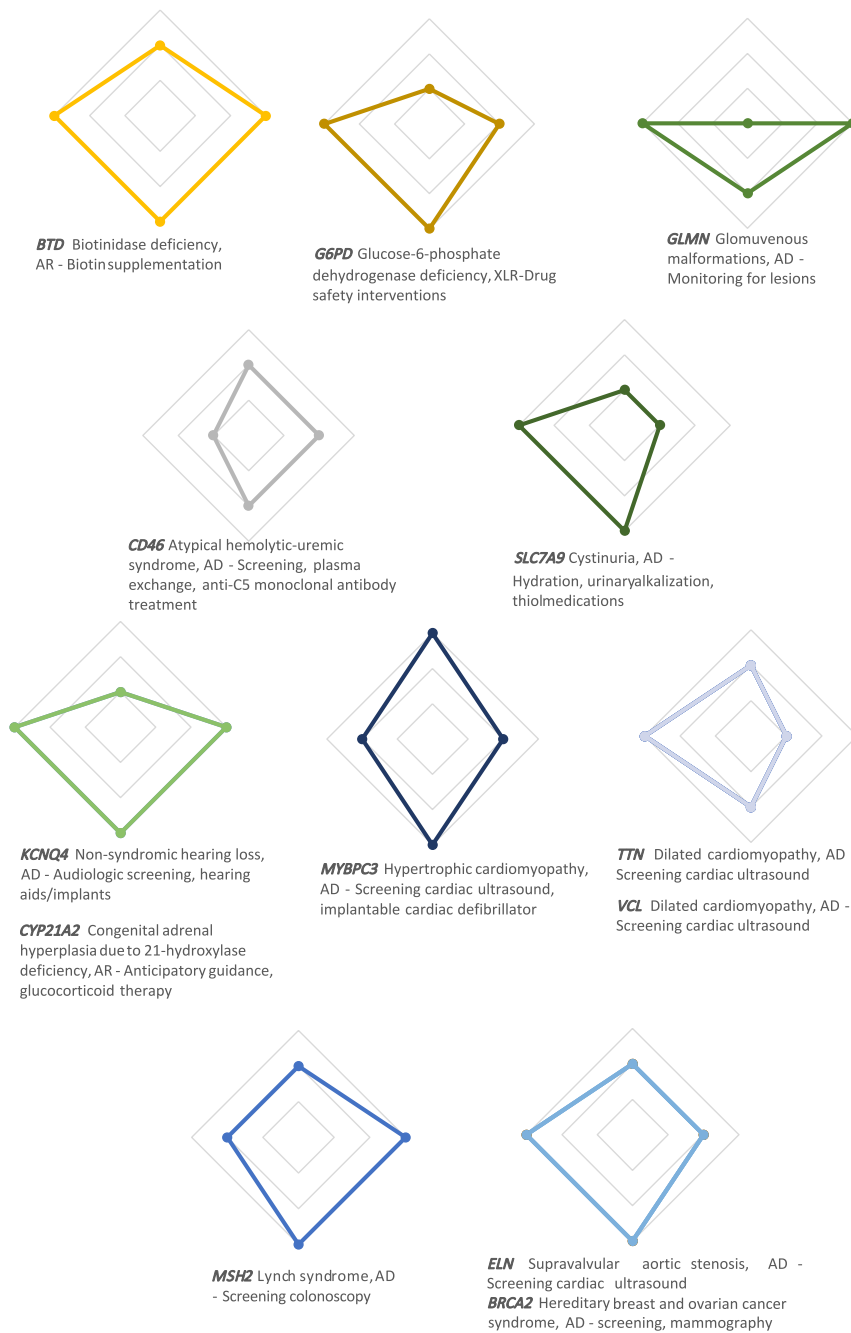 BTD Biotinidase deficiency,
AR - Biotin supplementation
G6PD Glucose-6-phosphate
dehydrogenase deficiency, XLR-Drug
safety interventions
GLMN Glomuvenous
malformations, AD -
Monitoring for lesions
CD46 Atypical hemolytic-uremic
syndrome, AD - Screening, plasma
exchange, anti-C5 monoclonal antibody
treatment
SLC7A9 Cystinuria, AD -
Hydration, urinaryalkalization,
thiolmedications
KCNQ4 Non-syndromic hearing loss,
AD - Audiologic screening, hearing
aids/implants
CYP21A2 Congenital adrenal
hyperplasia due to 21-hydroxylase
deficiency, AR - Anticipatory guidance,
glucocorticoid therapy
MYBPC3 Hypertrophic cardiomyopathy,
AD - Screening cardiac ultrasound,
implantable cardiac defibrillator
TTN Dilated cardiomyopathy, AD
Screening cardiac ultrasound
VCL Dilated cardiomyopathy, AD -
Screening cardiac ultrasound
MSH2 Lynch syndrome, AD
- Screening colonoscopy
ELN Supravalvular aortic stenosis, AD -
Screening cardiac ultrasound
BRCA2 Hereditary breast and ovarian cancer
syndrome, AD - screening, mammography